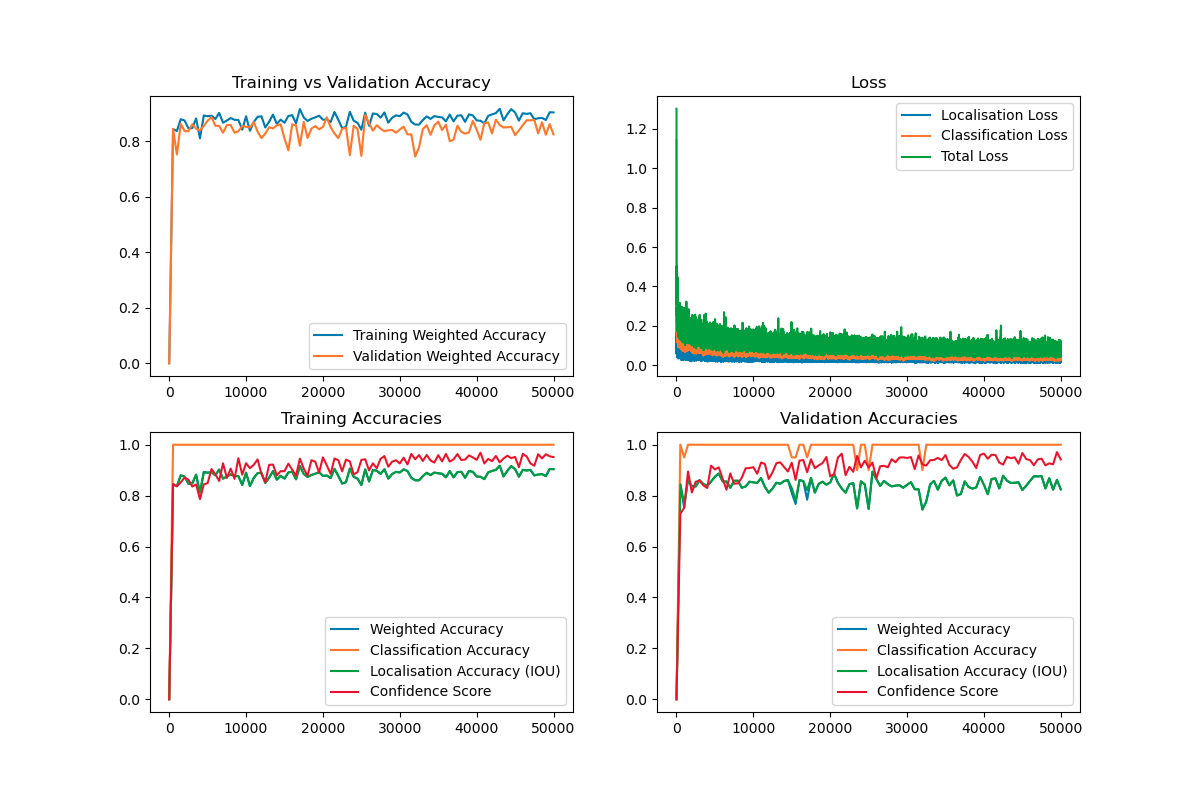 Training vs Validation Accuracy
0.8
0.6
0.4
0.2
0.0
0 10000 20000 30000 40000 50000
Training Weighted Accuracy
Validation Weighted Accuracy
Loss
1.2
1.0
0.8
0.6
0.4
0.2
0.0
0 10000 20000 30000 40000 50000
Localisation Loss
Classification Loss
Total Loss
Training Accuracies
1.0
0.8
0.6
0.4
0.2
0.0
0 10000 20000 30000 40000 50000
Weighted Accuracy
Classification Accuracy
Localisation Accuracy (IOU)
Confidence Score
Validation Accuracies
1.0
0.8
0.6
0.4
0.2
0.0
0 10000 20000 30000 40000 50000
Weighted Accuracy
Classification Accuracy
Localisation Accuracy (IOU)
Confidence Score